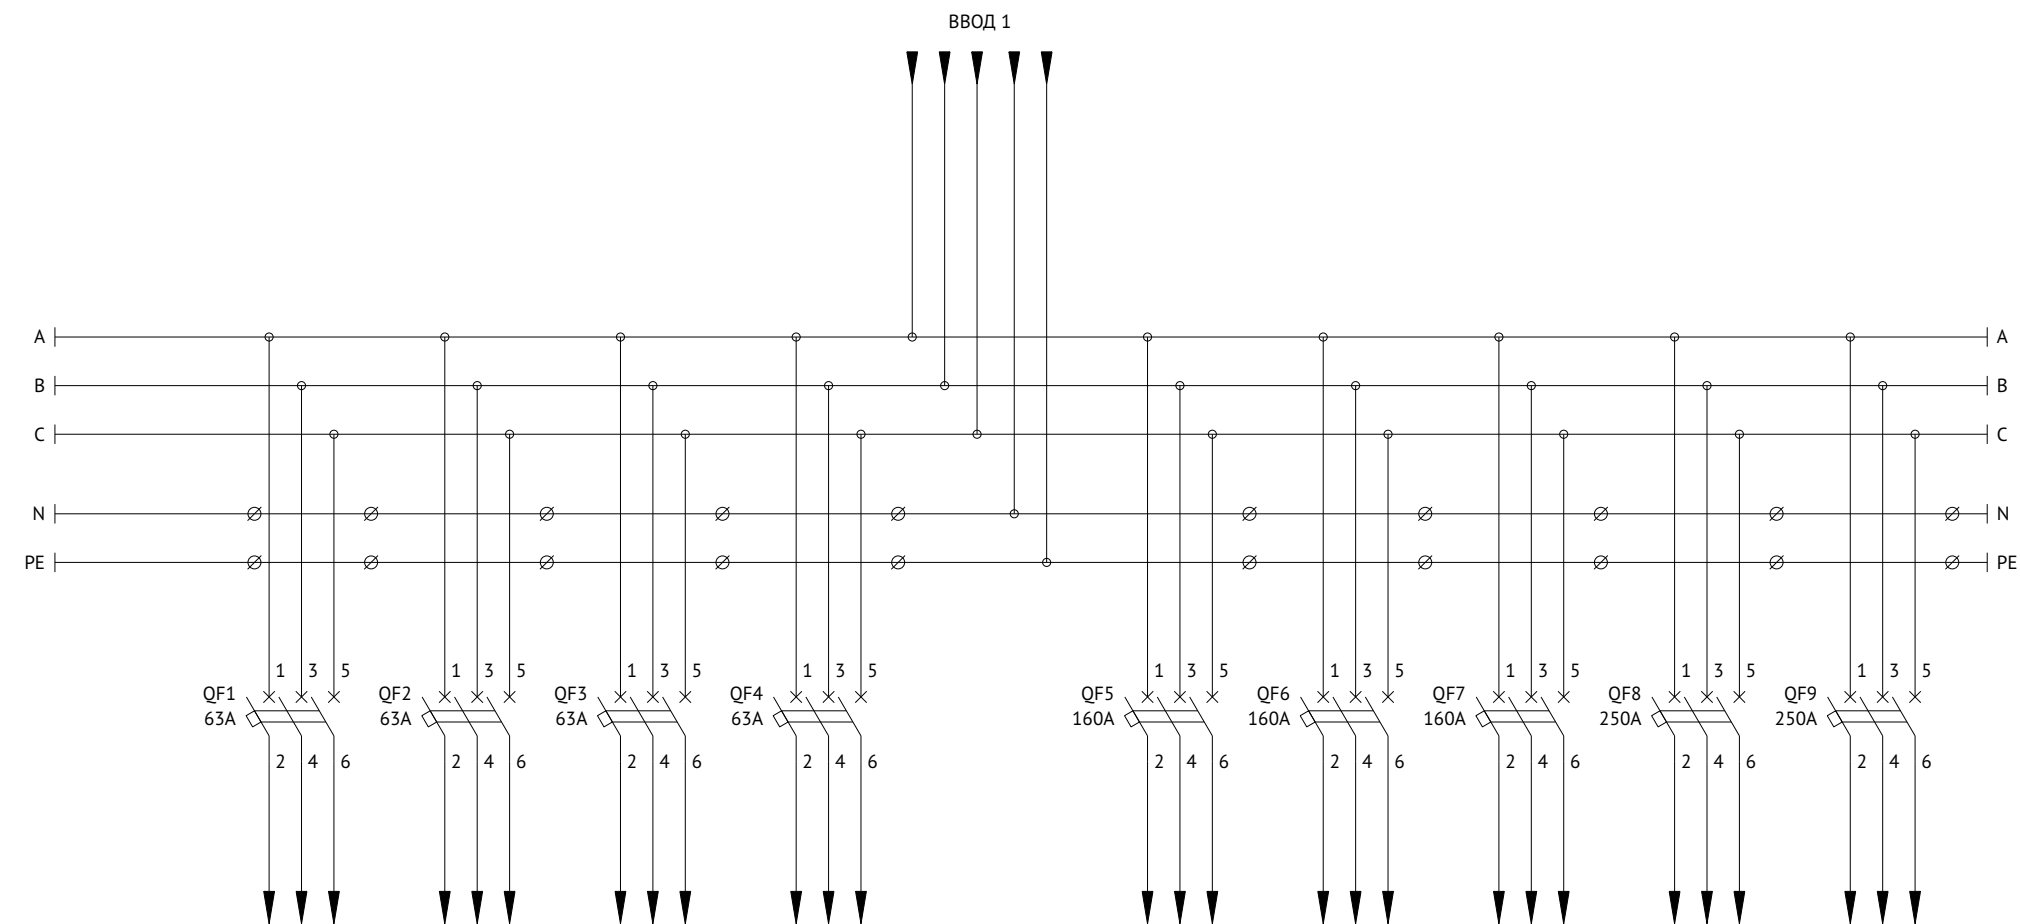 ВВОД 1
A A
B B
C C
N N
PE PE
1 3 5 1 3 5 1 3 5 1 3 5 1 3 5 1 3 5 1 3 5 1 3 5 1 3 5
QF1 QF2 QF3 QF4 QF5 QF6 QF7 QF8 QF9
63A 63A 63A 63A 160A 160A 160A 250A 250A
2 4 6 2 4 6 2 4 6 2 4 6 2 4 6 2 4 6 2 4 6 2 4 6 2 4 6